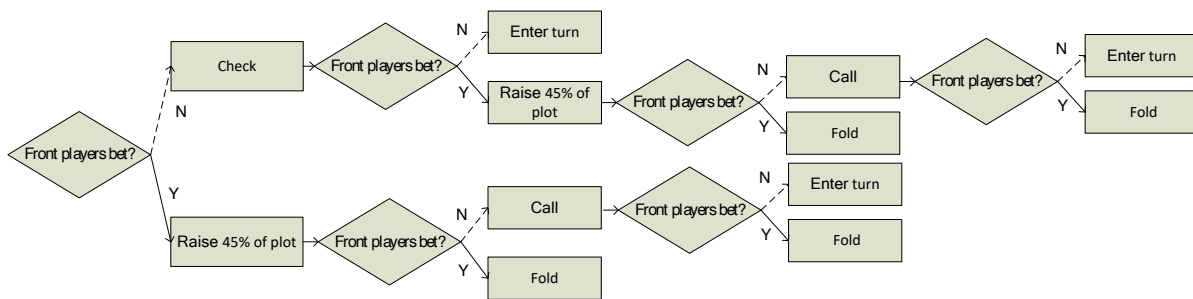 Front players bet?
N
Check
Front players bet?
N
Enter turn
Y
Raise 45% of
plot
Front players bet?
N
Call
Front players bet?
N
Enter turn
Y
Fold
Y
Fold
Y
Raise 45% of plot
Front players bet?
N
Call
Front players bet?
N
Enter turn
Y
Fold
Y
Fold